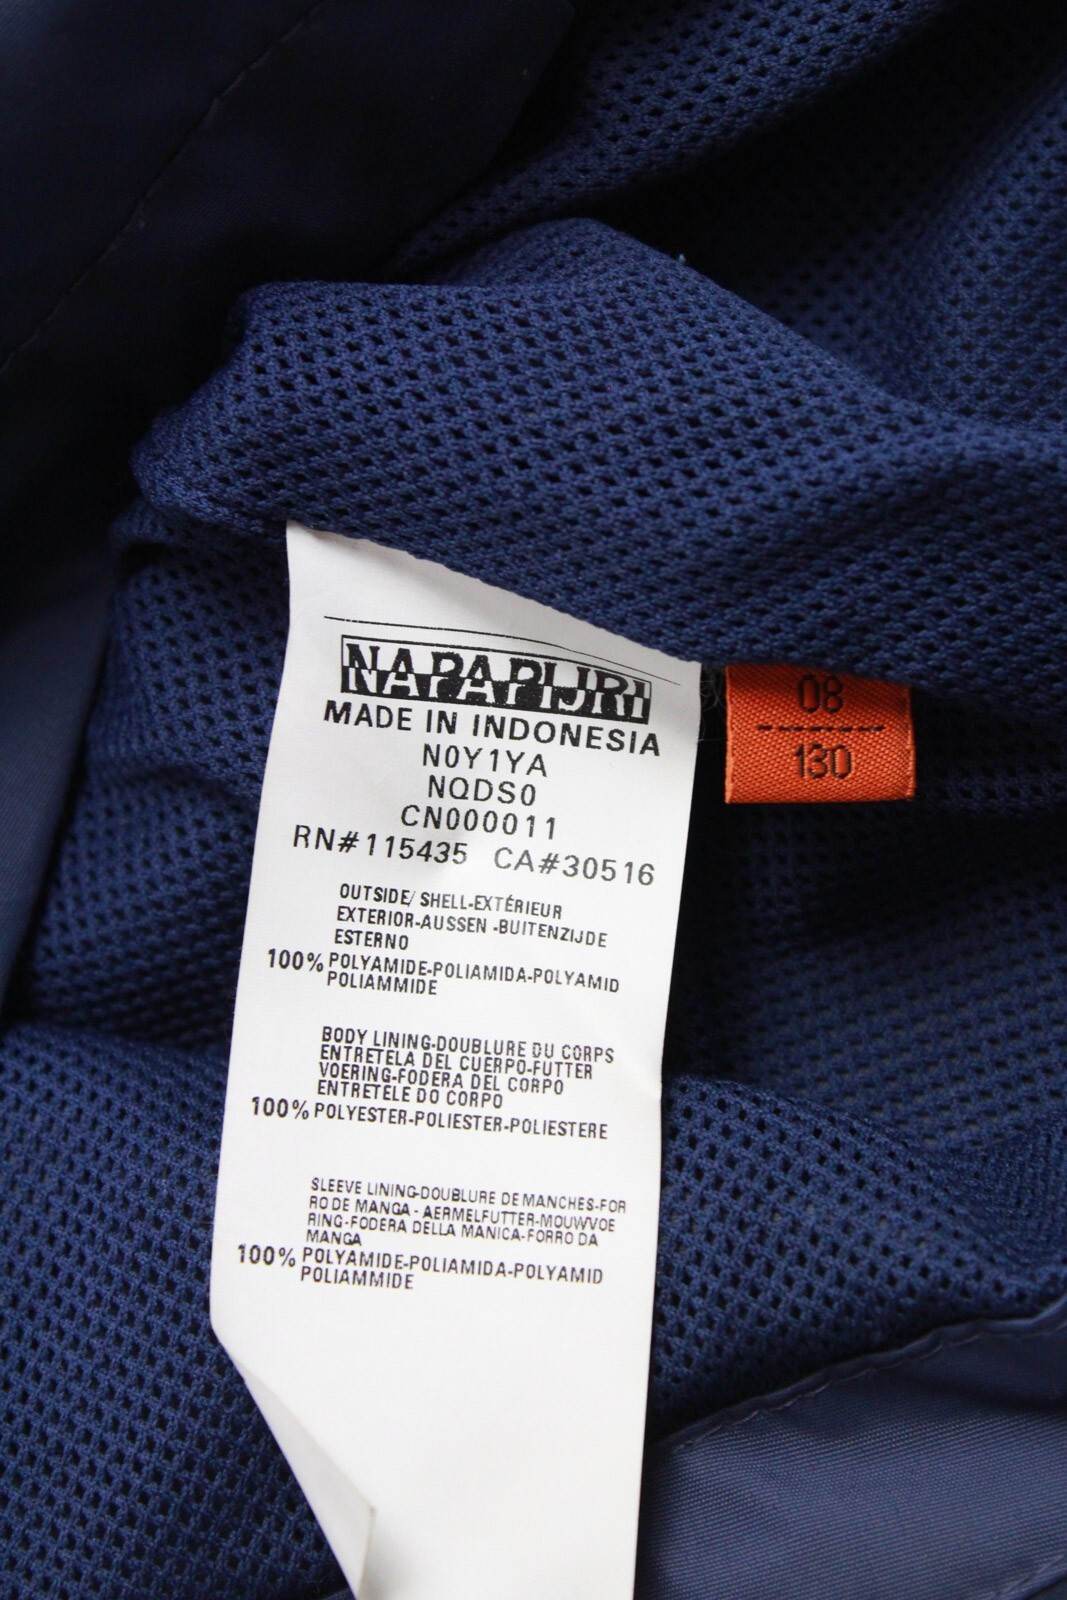 NAPAPIJRI
MADE IN INDONESIA
N0Y1YA
NQDS0
CN000011
RN#115435 CA#30516
OUTSIDE/ SHELL-EXTÉRIEUR
EXTERIOR-AUSSEN -BUITENZIJDE
ESTERNO
100% POLYAMIDE-POLIAMIDA-POLYAMID
POLIAMMIDE
BODY LINING-DOUBLURE DU CORPS
ENTRETELA DEL CUERPO-FUTTER
VOERING-FODERA DEL CORPO
ENTRETELE DO CORPO
100% POLYESTER-POLIESTER-POLIESTERE
SLEEVE LINING-DOUBLURE DE MANCHES-FOR
RO DE MANGA - AERMELFUTTER-MOUWVOE
RING-FODERA DELLA MANICA-FORRO DA
MANGA
100% POLYAMIDE-POLIAMIDA-POLYAMID
POLIAMMIDE
08
130